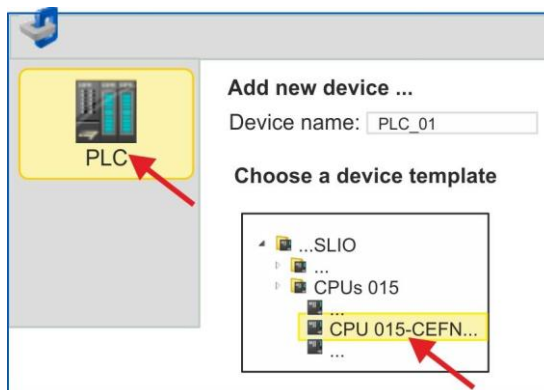 PLC
Add new device ...
Device name: PLC_01
Choose a device template
...SLIO
...
CPUs 015
...
CPU 015-CEFN...
...